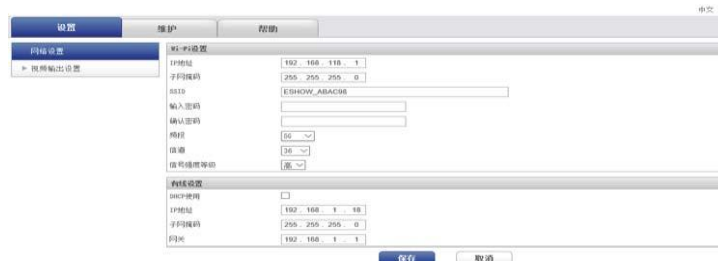 中文
设置 维护 帮助
网络设置
视频输出设置
Wi-Fi设置
IP地址 192 . 168 . 118 . 1
子网掩码 255 . 255 . 255 . 0
SSID ESHOW_ABAC98
输入密码
确认密码
频段 5G
信道 36
信号强度等级 高
有线设置
DHCP使用
IP地址 192 . 168 . 1 . 18
子网掩码 255 . 255 . 255 . 0
网关 192 . 168 . 1 . 1
保存 取消